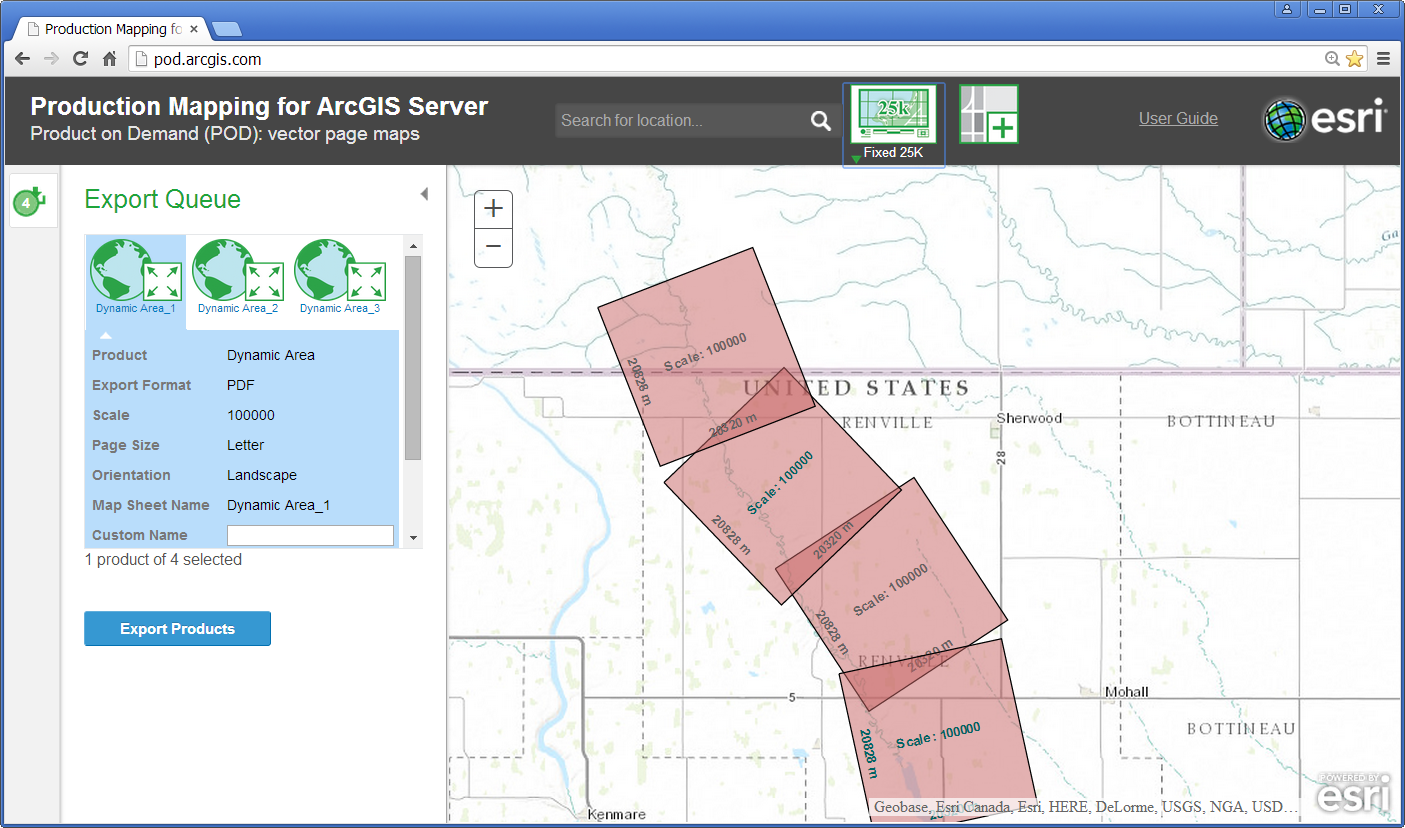 Production Mapping fo
pod.arcgis.com
Production Mapping for ArcGIS Server
Product on Demand (POD): vector page maps
Search for location...
25k
Fixed 25K
User Guide
esri
4
Export Queue
Dynamic Area_1
Dynamic Area_2
Dynamic Area_3
Product Dynamic Area
Export Format PDF
Scale 100000
Page Size Letter
Orientation Landscape
Map Sheet Name Dynamic Area_1
Custom Name
1 product of 4 selected
Export Products
+
−
Ga
Scale: 100000
20828 m
20320 m
UNITED STATES
RENVILLE
Sherwood
BOTTINEAU
28
Scale: 100000
20828 m
20320 m
Scale: 100000
20828 m
20320 m
RENVILLE
5
Mohall
BOTTINEAU
Scale: 100000
20828 m
Kenmare
Geobase, Esri Canada, Esri, HERE, DeLorme, USGS, NGA, USD…
POWERED BY
esri